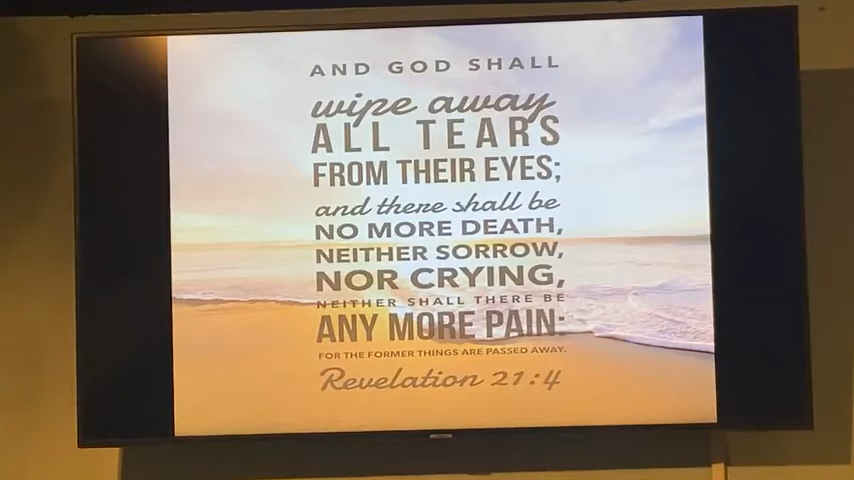 AND GOD SHALL
wipe away
ALL TEARS
FROM THEIR EYES;
and there shall be
NO MORE DEATH,
NEITHER SORROW,
NOR CRYING,
NEITHER SHALL THERE BE
ANY MORE PAIN:
FOR THE FORMER THINGS ARE PASSED AWAY.
Revelation 21:4